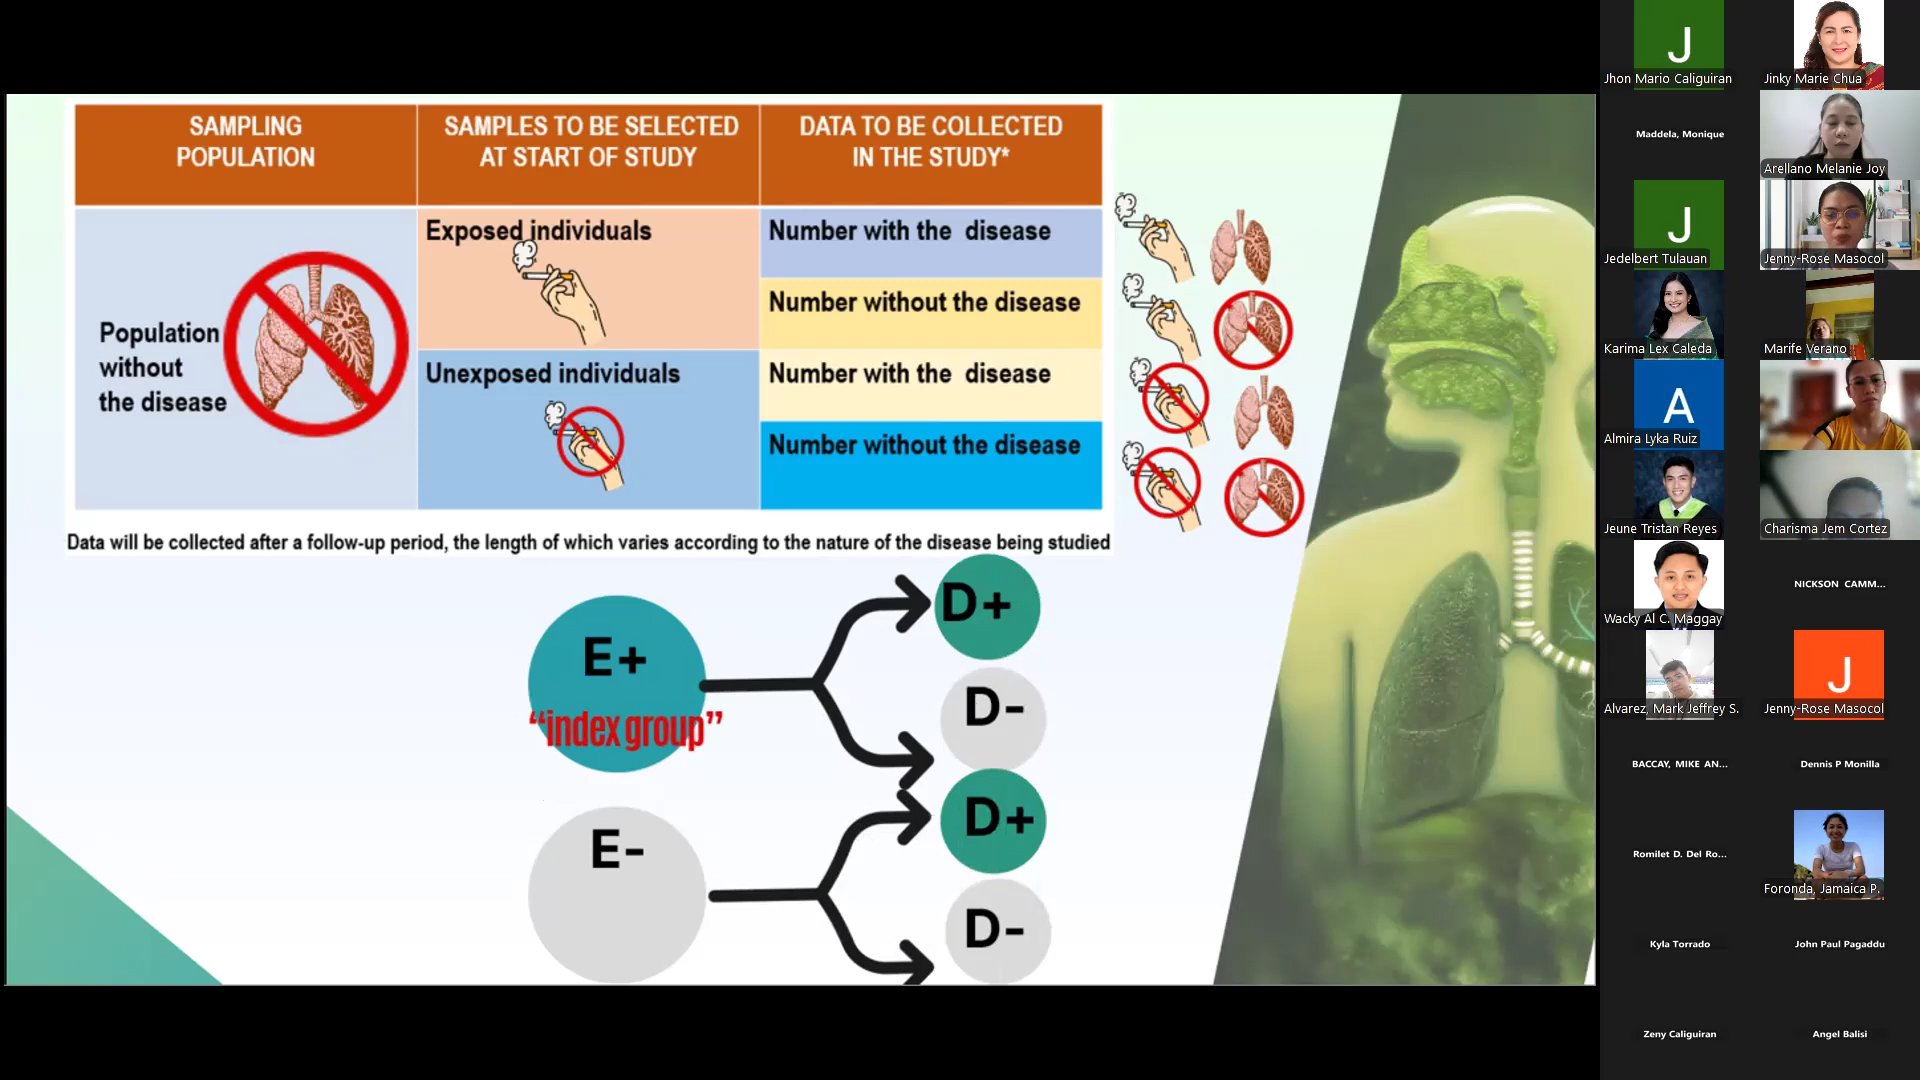 SAMPLING
POPULATION
SAMPLES TO BE SELECTED
AT START OF STUDY
DATA TO BE COLLECTED
IN THE STUDY*
Population
without
the disease
Exposed individuals
Number with the  disease
Number without the disease
Unexposed individuals
Number with the  disease
Number without the disease
Data will be collected after a follow-up period, the length of which varies according to the nature of the disease being studied
E+
“index group”
D+
D-
E-
D+
D-
J
Jhon Mario Caliguiran
Jinky Marie Chua
Maddela, Monique
Arellano Melanie Joy
J
Jedelbert Tulauan
Jenny-Rose Masocol
Karima Lex Caleda
Marife Verano
A
Almira Lyka Ruiz
Jeune Tristan Reyes
Charisma Jem Cortez
Wacky Al C. Maggay
NICKSON CAMM...
Alvarez, Mark Jeffrey S.
J
Jenny-Rose Masocol
BACCAY, MIKE AN...
Dennis P Monilla
Romilet D. Del Ro...
Foronda, Jamaica P.
Kyla Torrado
John Paul Pagaddu
Zeny Caliguiran
Angel Balisi